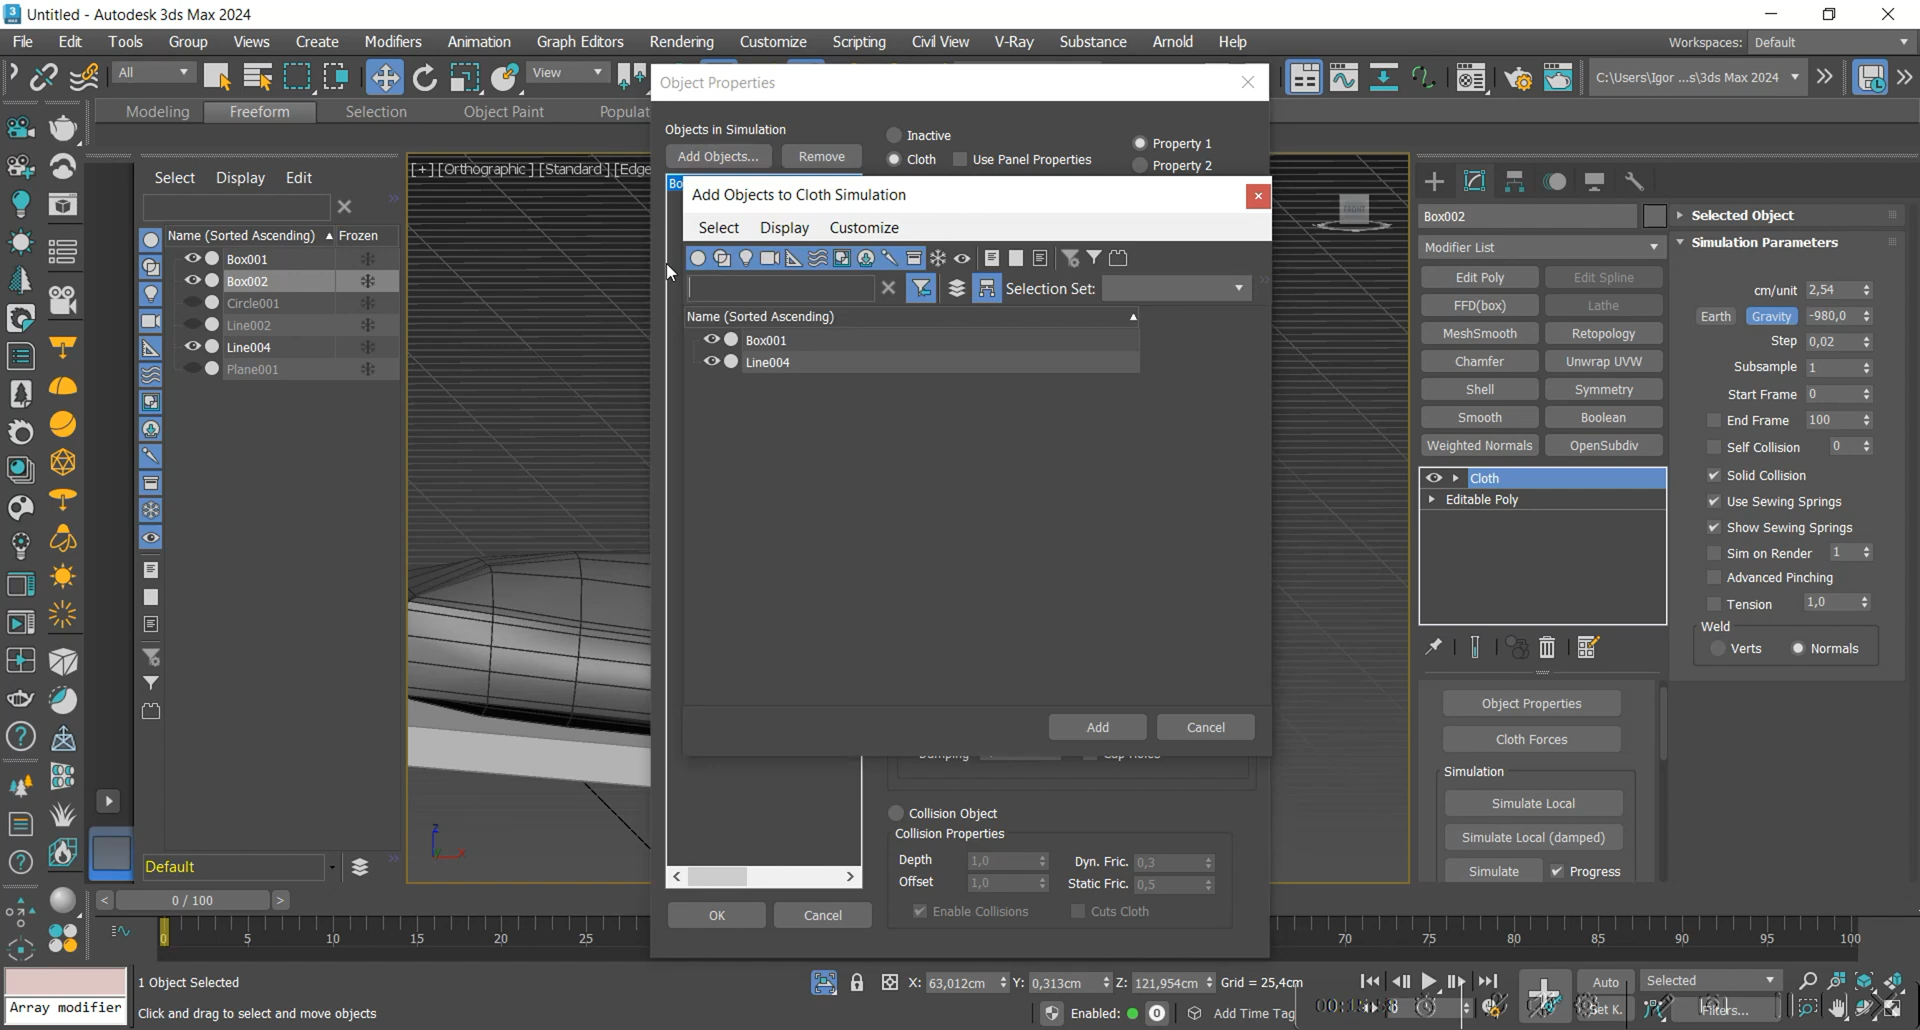 Untitled - Autodesk 3ds Max 2024
File Edit Tools Group Views Create Modifiers Animation Graph Editors Rendering Customize Scripting Civil View V-Ray Substance Arnold Help Workspaces: Default
All View C:\Users\Igor ...s\3ds Max 2024
Modeling Freeform Selection Object Paint Populat
Object Properties
Objects in Simulation
Add Objects... Remove
Inactive
Cloth Use Panel Properties
Property 1
Property 2
Select Display Edit
Name (Sorted Ascending) Frozen
Box001
Box002
Circle001
Line002
Line004
Plane001
Default
[+] [Orthographic ] [Standard ] [Edge
FRONT
Bo
Add Objects to Cloth Simulation
Select Display Customize
Selection Set:
Name (Sorted Ascending)
Box001
Line004
Add Cancel
Collision Object
Collision Properties
Depth 1,0 Dyn. Fric. 0,3
Offset 1,0 Static Fric. 0,5
Enable Collisions Cuts Cloth
OK Cancel
Box002
Modifier List
Edit Poly Edit Spline
FFD(box) Lathe
MeshSmooth Retopology
Chamfer Unwrap UVW
Shell Symmetry
Smooth Boolean
Weighted Normals OpenSubdiv
Cloth
Editable Poly
Object Properties
Cloth Forces
Simulation
Simulate Local
Simulate Local (damped)
Simulate Progress
Selected Object
Simulation Parameters
cm/unit 2,54
Earth Gravity -980,0
Step 0,02
Subsample 1
Start Frame 0
End Frame 100
Self Collision 0
Solid Collision
Use Sewing Springs
Show Sewing Springs
Sim on Render 1
Advanced Pinching
Tension 1,0
Weld
Verts Normals
z
x
< 0 / 100 >
0 5 10 15 20 25 70 75 80 85 90 95 100
1 Object Selected
X: 63,012cm Y: 0,313cm Z: 121,954cm Grid = 25,4cm
Auto Selected
Array modifier
Click and drag to select and move objects
Enabled: 0 Add Time Tag
Set K. Filters...